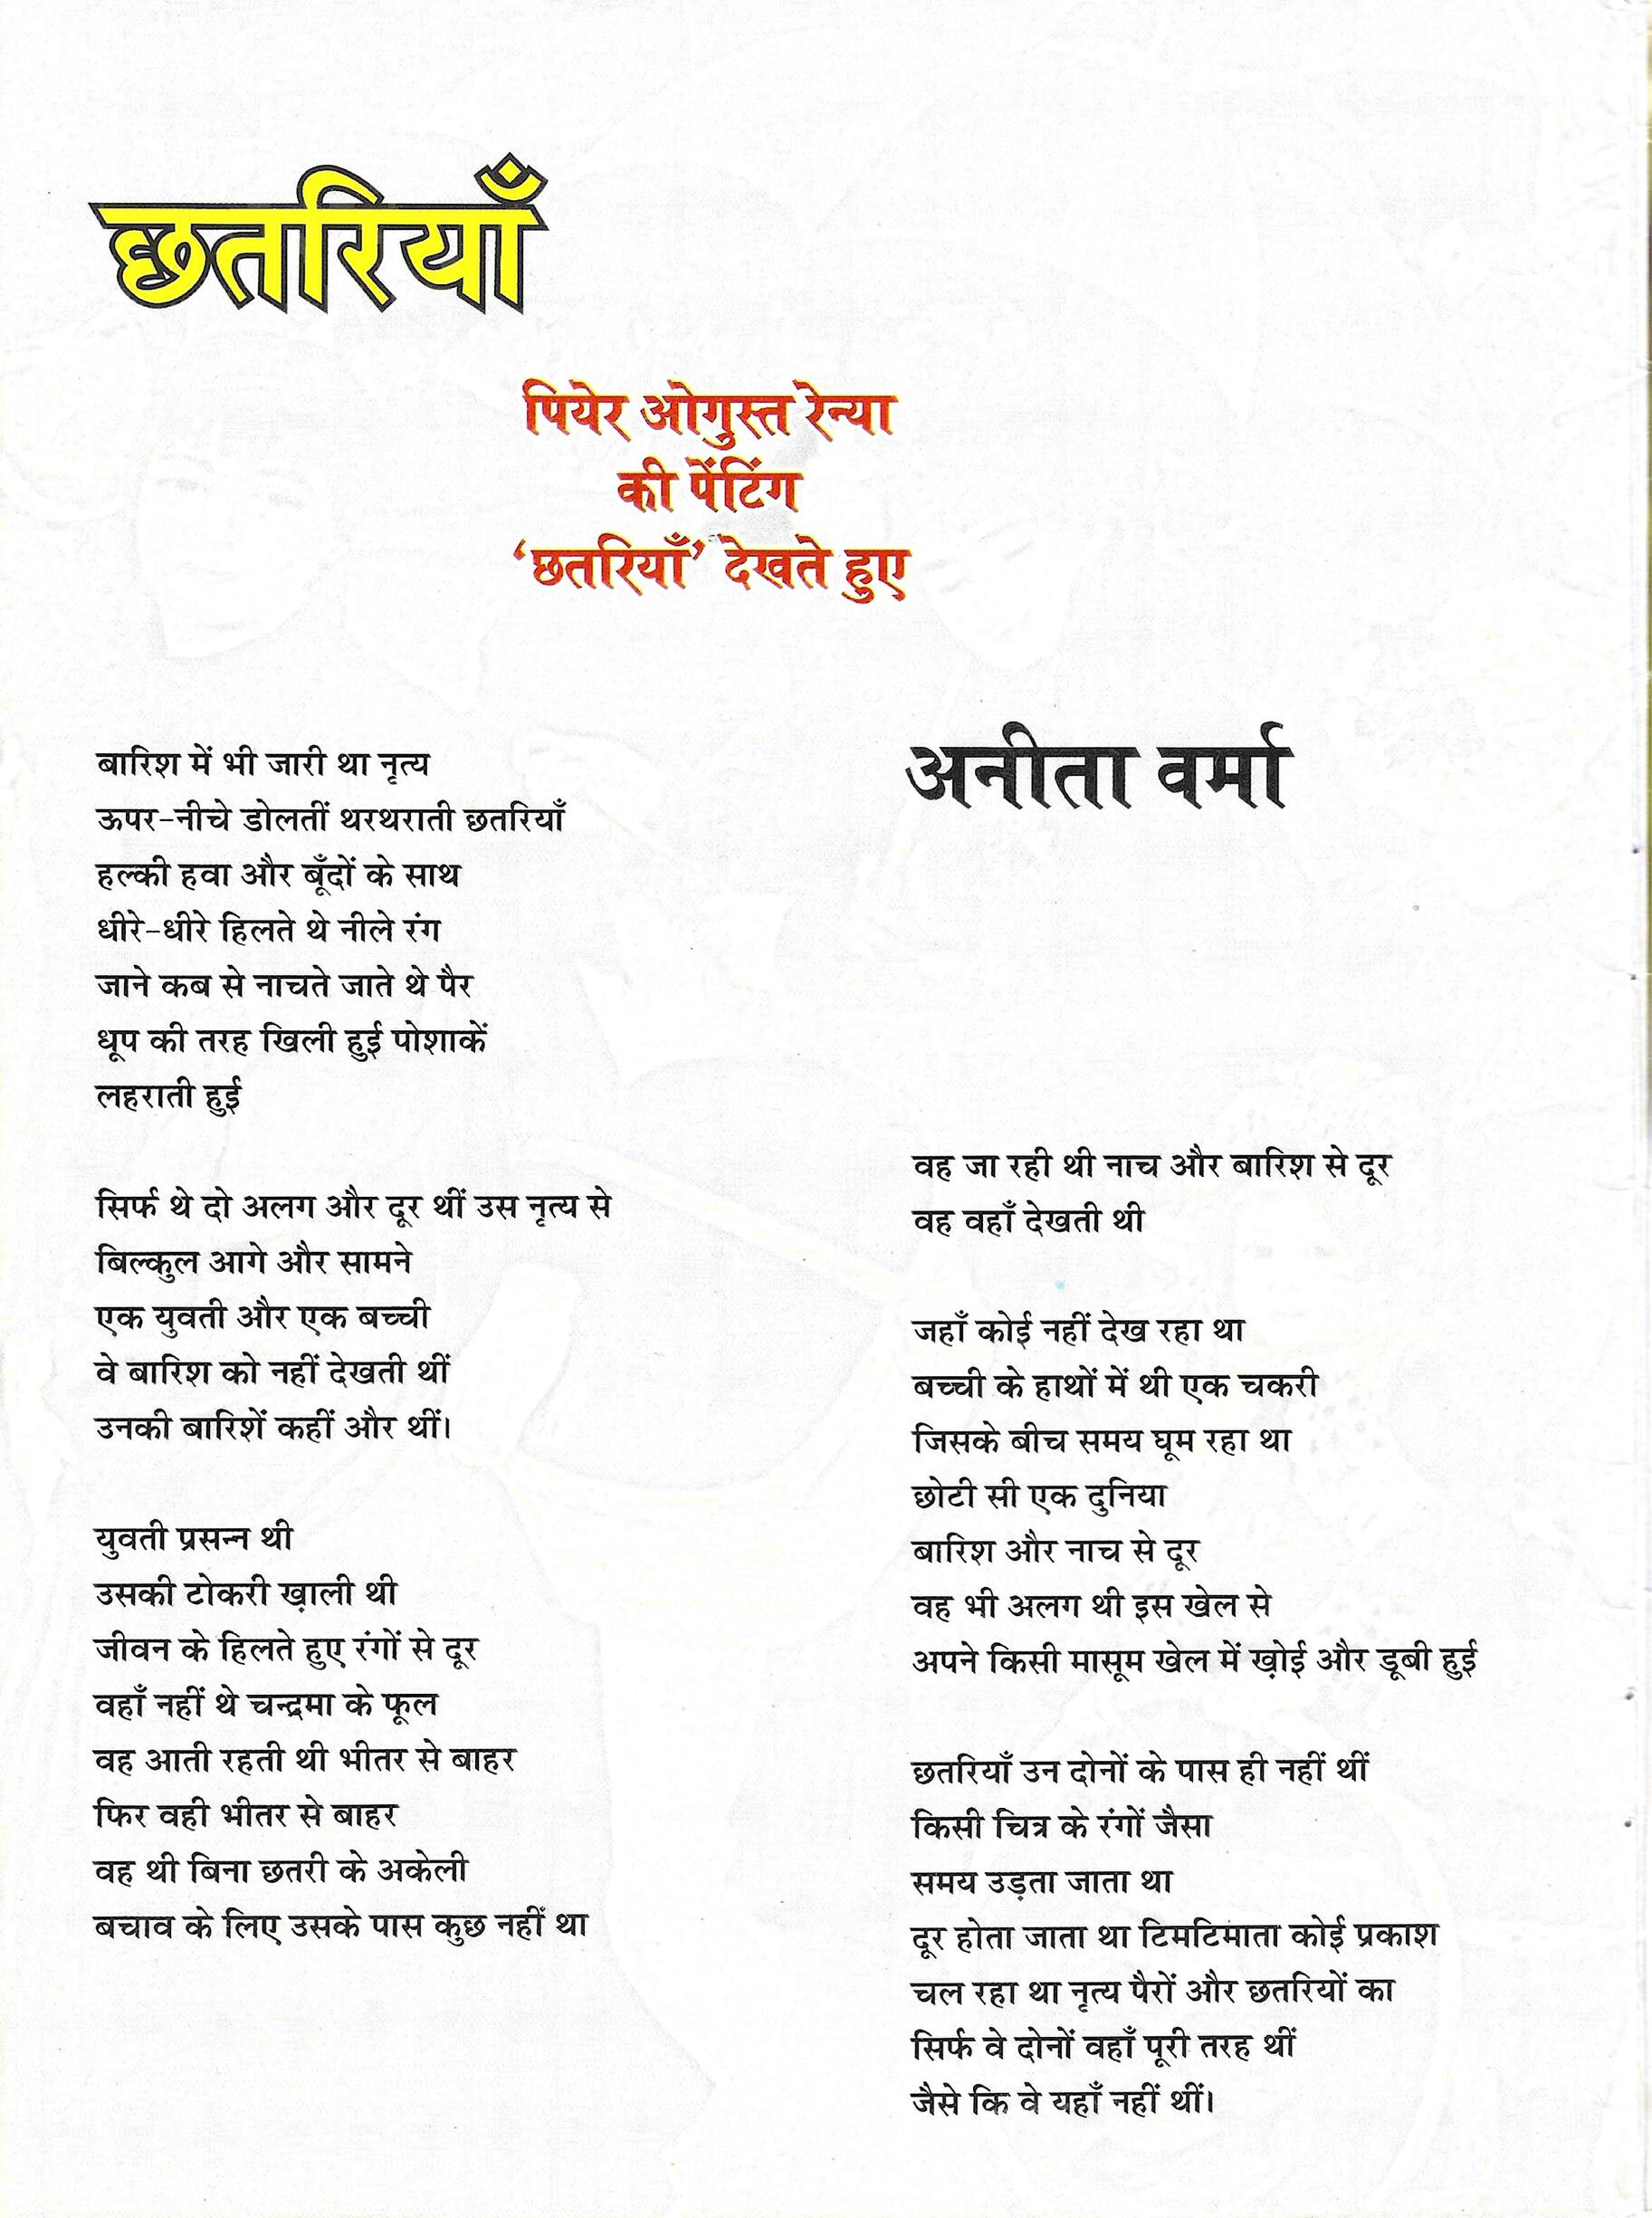 छतरियाँ
पियेर ओगुस्त रेन्या
की पेंटिंग
‘छतरियाँ’ देखते हुए
अनीता वर्मा
बारिश में भी जारी था नृत्य
ऊपर-नीचे डोलतीं थरथराती छतरियाँ
हल्की हवा और बूँदों के साथ
धीरे-धीरे हिलते थे नीले रंग
जाने कब से नाचते जाते थे पैर
धूप की तरह खिली हुई पोशाकें
लहराती हुई
सिर्फ थे दो अलग और दूर थीं उस नृत्य से
बिल्कुल आगे और सामने
एक युवती और एक बच्ची
वे बारिश को नहीं देखती थीं
उनकी बारिशें कहीं और थीं।
युवती प्रसन्न थी
उसकी टोकरी ख़ाली थी
जीवन के हिलते हुए रंगों से दूर
वहाँ नहीं थे चन्द्रमा के फूल
वह आती रहती थी भीतर से बाहर
फिर वही भीतर से बाहर
वह थी बिना छतरी के अकेली
बचाव के लिए उसके पास कुछ नहीं था
वह जा रही थी नाच और बारिश से दूर
वह वहाँ देखती थी
जहाँ कोई नहीं देख रहा था
बच्ची के हाथों में थी एक चकरी
जिसके बीच समय घूम रहा था
छोटी सी एक दुनिया
बारिश और नाच से दूर
वह भी अलग थी इस खेल से
अपने किसी मासूम खेल में ख़ोई और डूबी हुई
छतरियाँ उन दोनों के पास ही नहीं थीं
किसी चित्र के रंगों जैसा
समय उड़ता जाता था
दूर होता जाता था टिमटिमाता कोई प्रकाश
चल रहा था नृत्य पैरों और छतरियों का
सिर्फ वे दोनों वहाँ पूरी तरह थीं
जैसे कि वे यहाँ नहीं थीं।